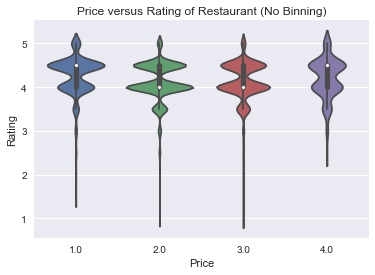 Price versus Rating of Restaurant (No Binning)
5
4
3
2
1
Rating
1.0 2.0 3.0 4.0
Price